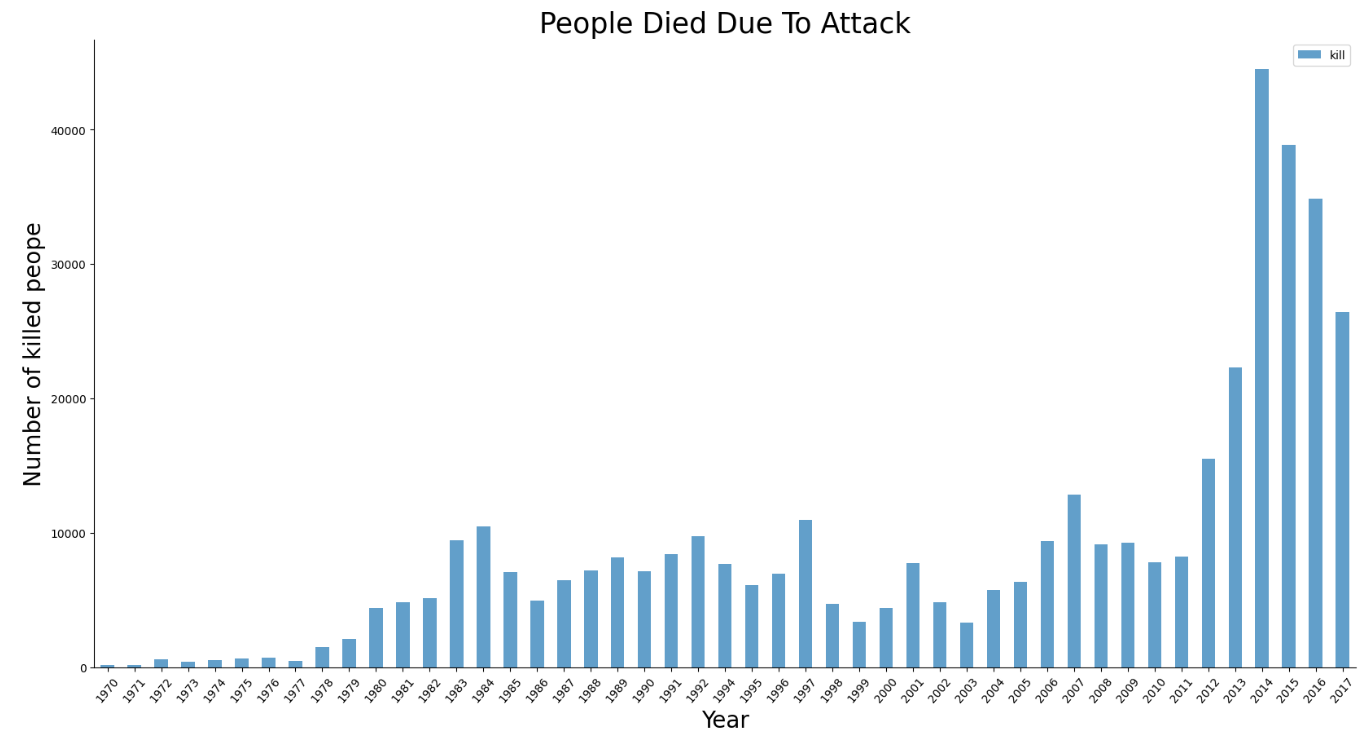 People Died Due To Attack
kill
Number of killed peope
40000
30000
20000
10000
0
1970 1971 1972 1973 1974 1975 1976 1977 1978 1979 1980 1981 1982 1983 1984 1985 1986 1987 1988 1989 1990 1991 1992 1994 1995 1996 1997 1998 1999 2000 2001 2002 2003 2004 2005 2006 2007 2008 2009 2010 2011 2012 2013 2014 2015 2016 2017
Year